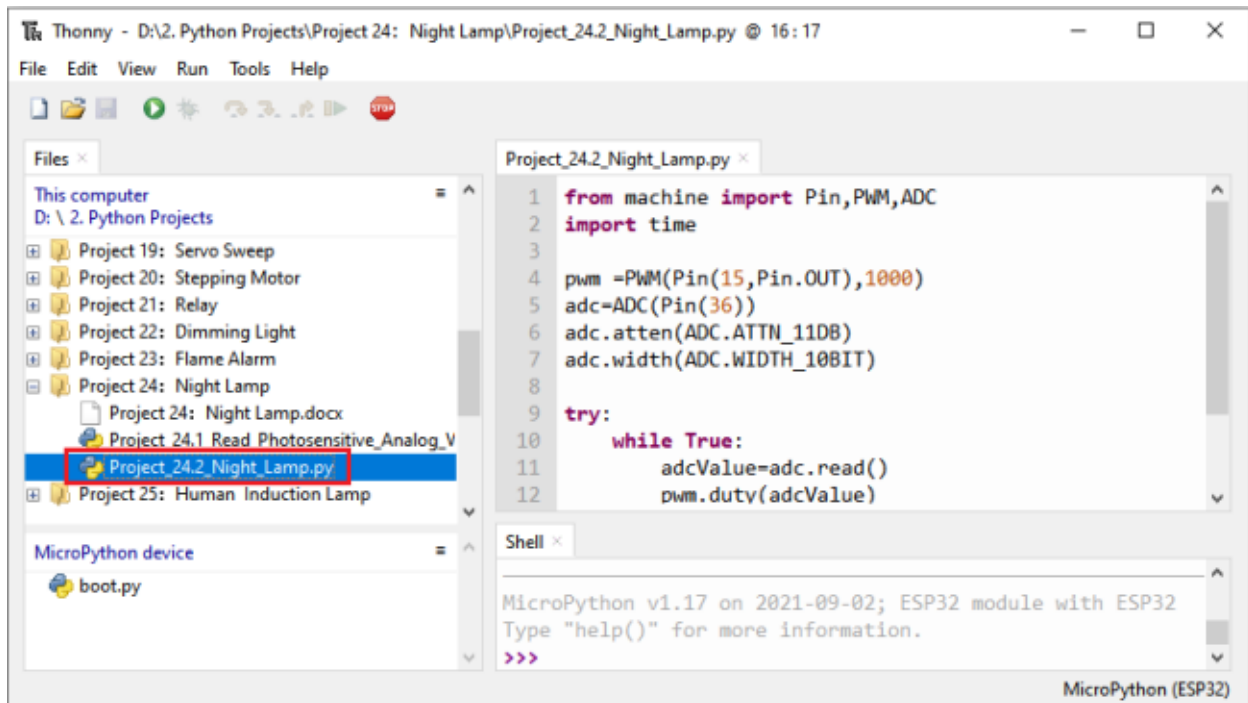 Thonny - D:\2. Python Projects\Project 24： Night Lamp\Project_24.2_Night_Lamp.py @ 16 : 17
File Edit View Run Tools Help
STOP
Files
This computer
D: \ 2. Python Projects
Project 19： Servo Sweep
Project 20： Stepping Motor
Project 21： Relay
Project 22： Dimming Light
Project 23： Flame Alarm
Project 24： Night Lamp
Project 24： Night Lamp.docx
Project_24.1_Read_Photosensitive_Analog_V
Project_24.2_Night_Lamp.py
Project 25： Human Induction Lamp
MicroPython device
boot.py
Project_24.2_Night_Lamp.py
1 from machine import Pin,PWM,ADC
2 import time
3
4 pwm =PWM(Pin(15,Pin.OUT),1000)
5 adc=ADC(Pin(36))
6 adc.atten(ADC.ATTN_11DB)
7 adc.width(ADC.WIDTH_10BIT)
8
9 try:
10 while True:
11 adcValue=adc.read()
12 pwm.duty(adcValue)
Shell
MicroPython v1.17 on 2021-09-02; ESP32 module with ESP32
Type "help()" for more information.
>>>
MicroPython (ESP32)